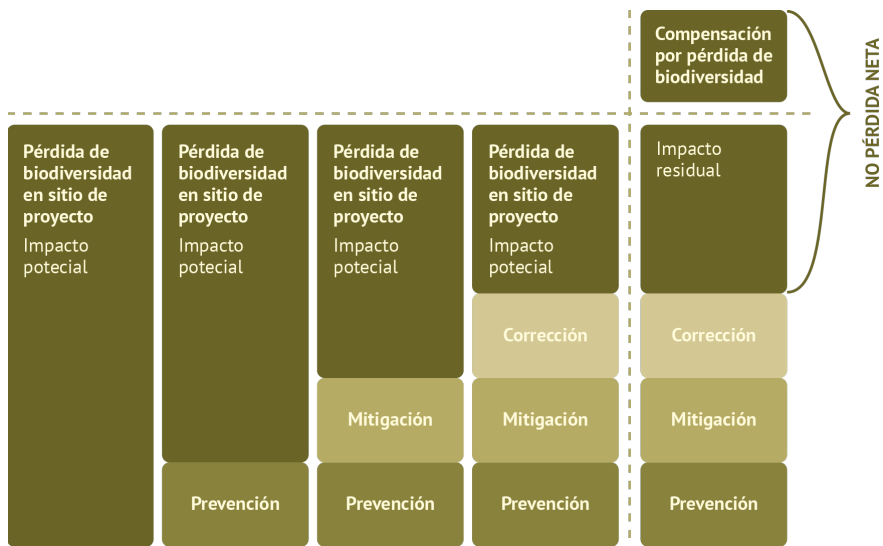 Compensación
por pérdida de
biodiversidad
NO PÉRDIDA NETA
Pérdida de
biodiversidad
en sitio de
proyecto
Impacto
potecial
Pérdida de
biodiversidad
en sitio de
proyecto
Impacto
potecial
Pérdida de
biodiversidad
en sitio de
proyecto
Impacto
potecial
Pérdida de
biodiversidad
en sitio de
proyecto
Impacto
potecial
Impacto
residual
Corrección
Corrección
Mitigación
Mitigación
Mitigación
Prevención
Prevención
Prevención
Prevención